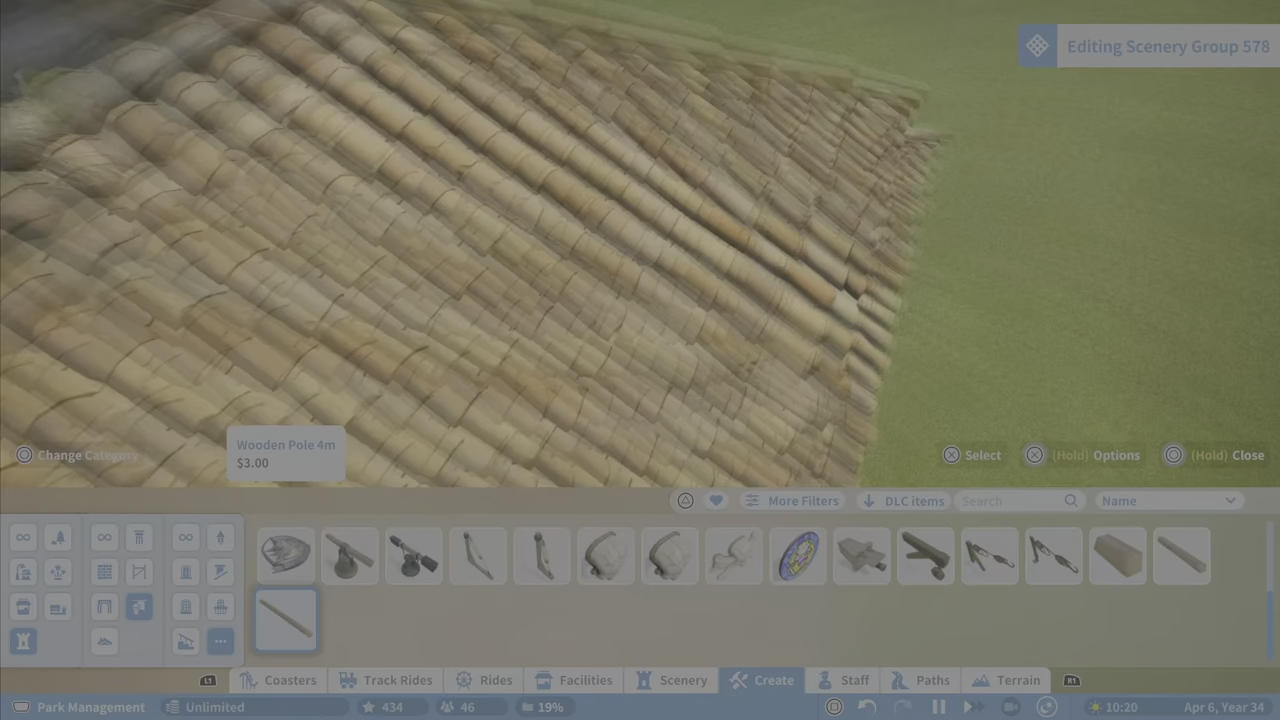 Editing Scenery Group 578
Wooden Pole 4m
$3.00
Change Category
Select
(Hold) Options
(Hold) Close
More Filters
DLC items
Search
Name
L1
Coasters
Track Rides
Rides
Facilities
Scenery
Create
Staff
Paths
Terrain
R1
Park Management
Unlimited
434
46
19%
10:20
Apr 6, Year 34